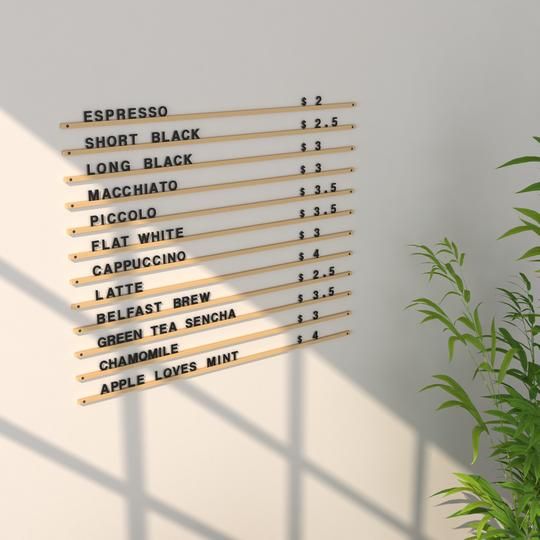 ESPRESSO $ 2
SHORT BLACK $ 2.5
LONG BLACK $ 3
MACCHIATO $ 3
PICCOLO $ 3.5
FLAT WHITE $ 3.5
CAPPUCCINO $ 3
LATTE $ 4
BELFAST BREW $ 2.5
GREEN TEA SENCHA $ 3.5
CHAMOMILE $ 3
APPLE LOVES MINT $ 4